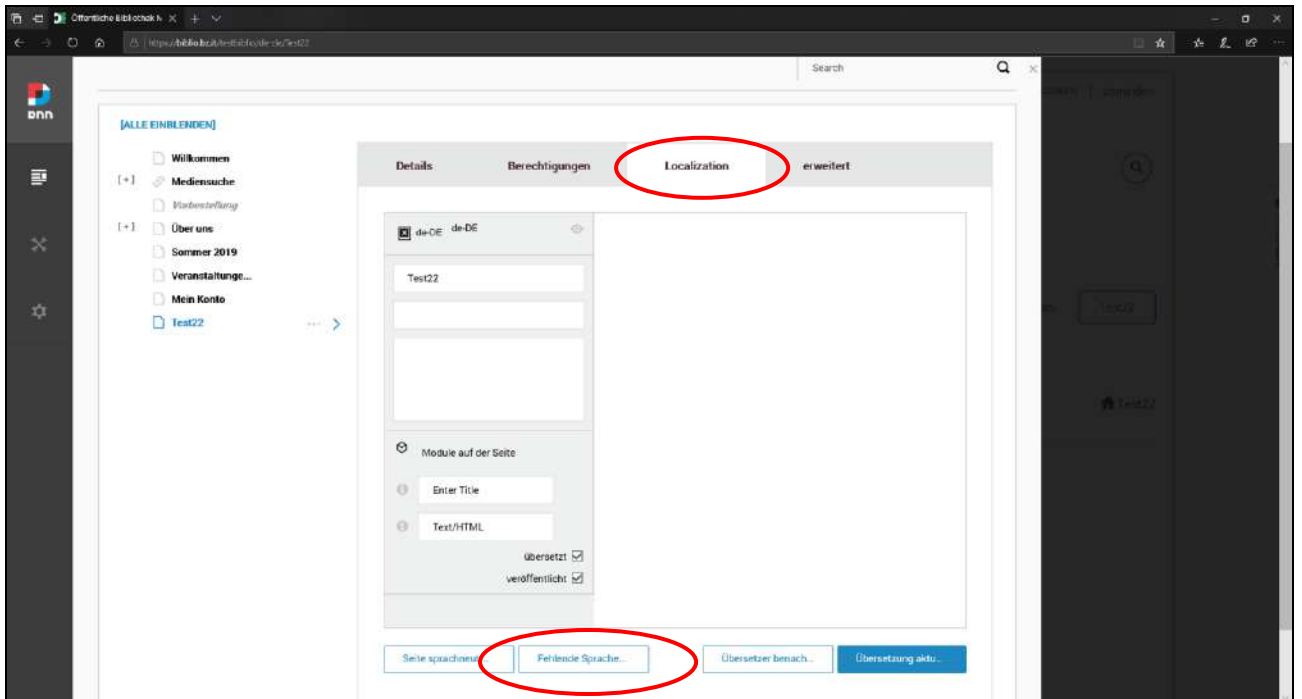 Öffentliche Bibliothek
https://biblio.bz.it/testbiblio/de-de/Test22
Search
DNN
[ALLE EINBLENDEN]
Willkommen
[+] Mediensuche
Vorbestellung
[+] Über uns
Sommer 2019
Veranstaltunge...
Mein Konto
Test22
Details Berechtigungen Localization erweitert
de-DE de-DE
Test22
Module auf der Seite
Enter Title
Text/HTML
übersetzt
veröffentlicht
Seite sprachneut... Fehlende Sprache... Übersetzer benach... Übersetzung aktu...
Test22
Test22